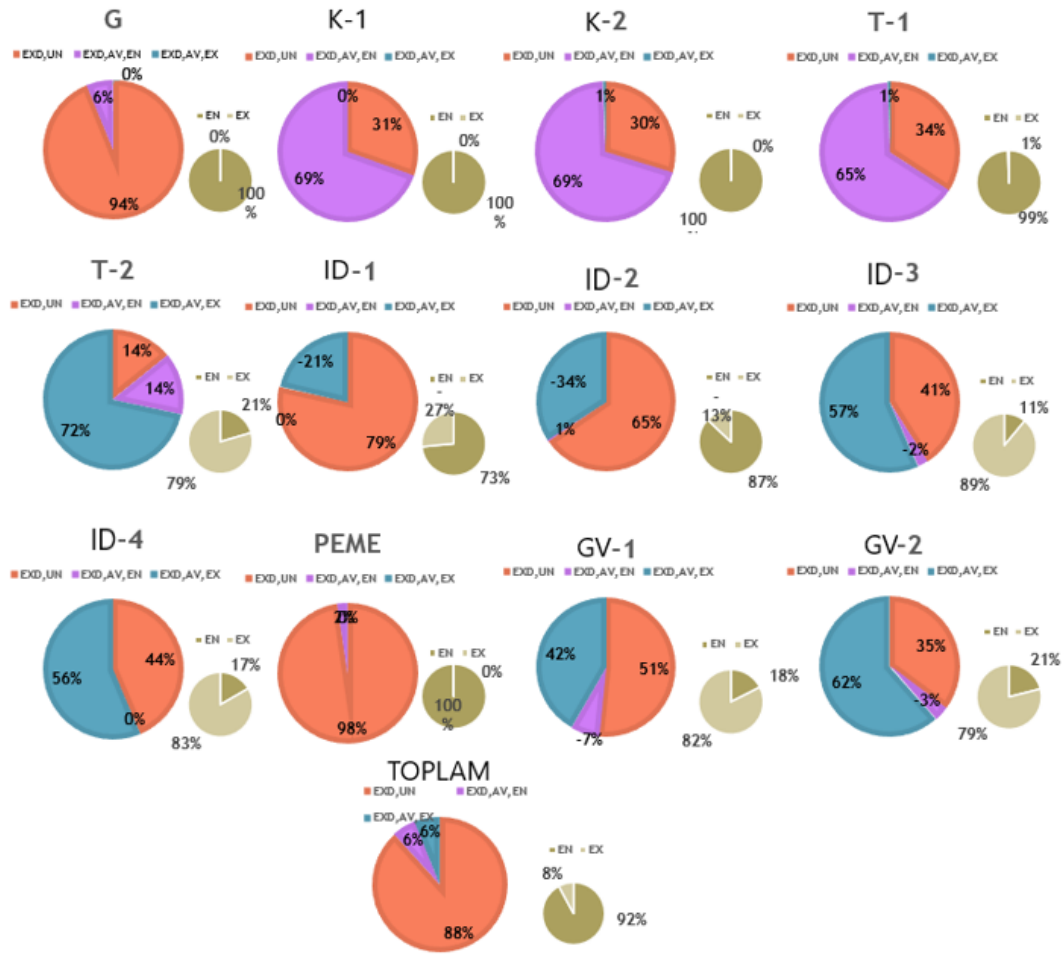 G
EXD,UN EXD,AV,EN EXD,AV,EX
0%
6%
94%
EN EX
0%
100
%
K-1
EXD,UN EXD,AV,EN EXD,AV,EX
0%
31%
69%
EN EX
0%
100
%
K-2
EXD,UN EXD,AV,EN EXD,AV,EX
1%
30%
69%
EN EX
0%
100
T-1
EXD,UN EXD,AV,EN EXD,AV,EX
1%
34%
65%
EN EX
1%
99%
T-2
EXD,UN EXD,AV,EN EXD,AV,EX
14%
14%
72%
EN EX
21%
79%
ID-1
EXD,UN EXD,AV,EN EXD,AV,EX
-21%
0%
79%
EN EX
-
27%
73%
ID-2
EXD,UN EXD,AV,EN EXD,AV,EX
-34%
1%
65%
EN EX
-
13%
87%
ID-3
EXD,UN EXD,AV,EN EXD,AV,EX
41%
57%
-2%
EN EX
11%
89%
ID-4
EXD,UN EXD,AV,EN EXD,AV,EX
44%
56%
0%
EN EX
17%
83%
PEME
EXD,UN EXD,AV,EN EXD,AV,EX
0%
98%
EN EX
0%
100
%
GV-1
EXD,UN EXD,AV,EN EXD,AV,EX
42%
51%
-7%
EN EX
18%
82%
GV-2
EXD,UN EXD,AV,EN EXD,AV,EX
35%
62%
-3%
EN EX
21%
79%
TOPLAM
EXD,UN EXD,AV,EN
EXD,AV,EX
6%
6%
88%
EN EX
8%
92%